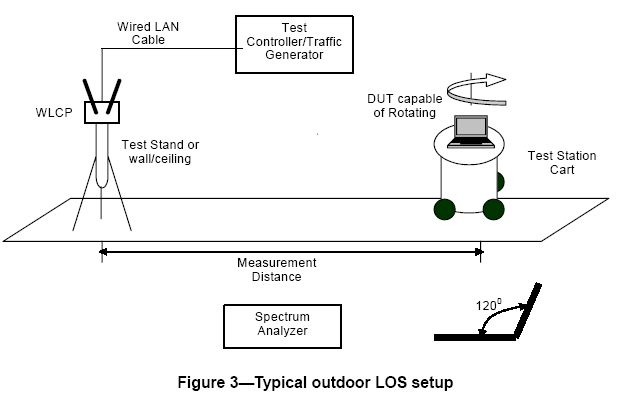 Wired LAN
Cable
Test
Controller/Traffic
Generator
WLCP
DUT capable
of Rotating
Test Stand or
wall/ceiling
Test Station
Cart
Measurement
Distance
Spectrum
Analyzer
120⁰
Figure 3—Typical outdoor LOS setup